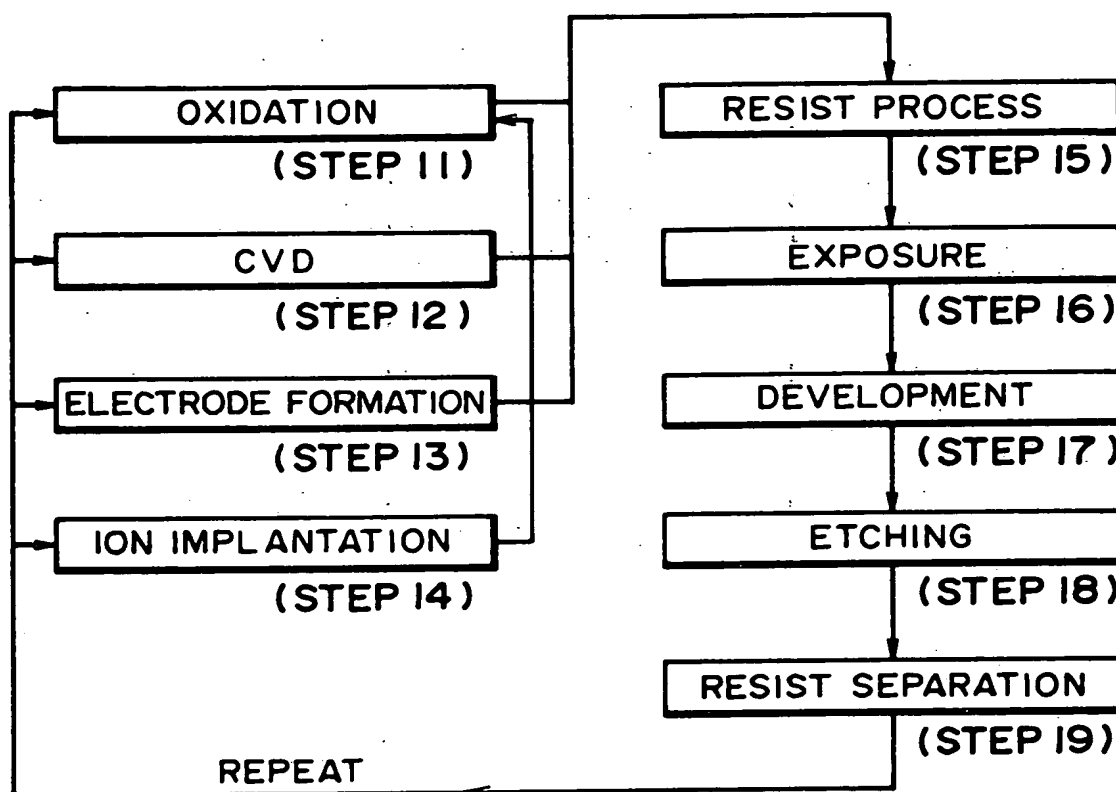 OXIDATION
(STEP 11)
CVD
(STEP 12)
ELECTRODE FORMATION
(STEP 13)
ION IMPLANTATION
(STEP 14)
RESIST PROCESS
(STEP 15)
EXPOSURE
(STEP 16)
DEVELOPMENT
(STEP 17)
ETCHING
(STEP 18)
RESIST SEPARATION
(STEP 19)
REPEAT